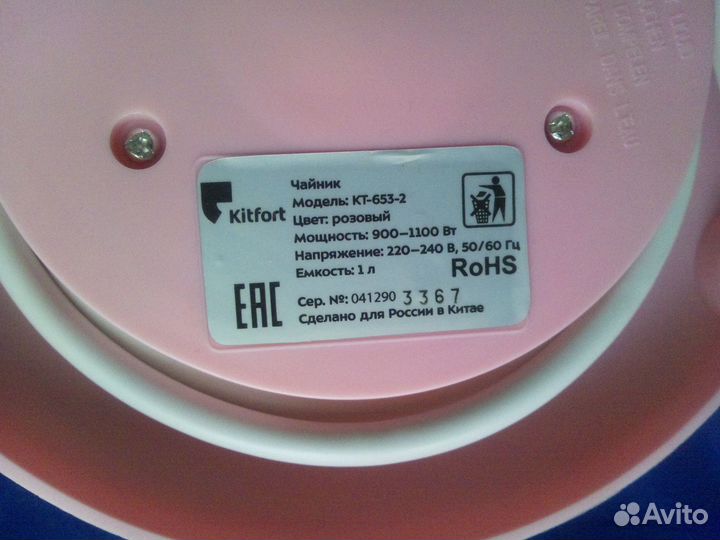 Kitfort
Чайник
Модель: КТ-653-2
Цвет: розовый
Мощность: 900–1100 Вт
Напряжение: 220–240 В, 50/60 Гц
Емкость: 1 л
RoHS
EAC
Сер. №: 041290 3367
Сделано для России в Китае
Avito